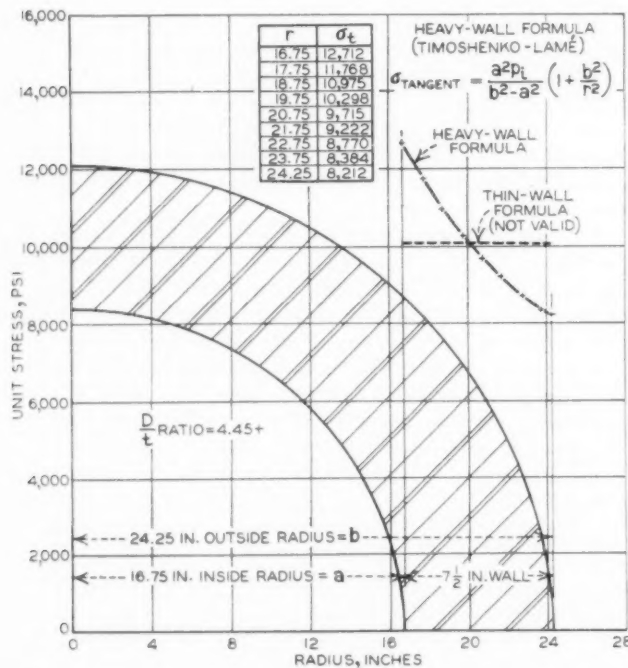 HEAVY-WALL FORMULA
(TIMOSHENKO-LAMÉ)
σTANGENT = a²pᵢ / b²-a² (1 + b²/r²)
r σt
16.75 12,712
17.75 11,768
18.75 10,975
19.75 10,298
20.75 9,715
21.75 9,222
22.75 8,770
23.75 8,384
24.25 8,212
HEAVY-WALL
FORMULA
THIN-WALL
FORMULA
(NOT VALID)
UNIT STRESS, PSI
16,000
14,000
12,000
10,000
8,000
6,000
4,000
2,000
0
D/t RATIO=4.45+
24.25 IN. OUTSIDE RADIUS=b
16.75 IN. INSIDE RADIUS=a
7½ IN. WALL
0 4 8 12 16 20 24 28
RADIUS, INCHES